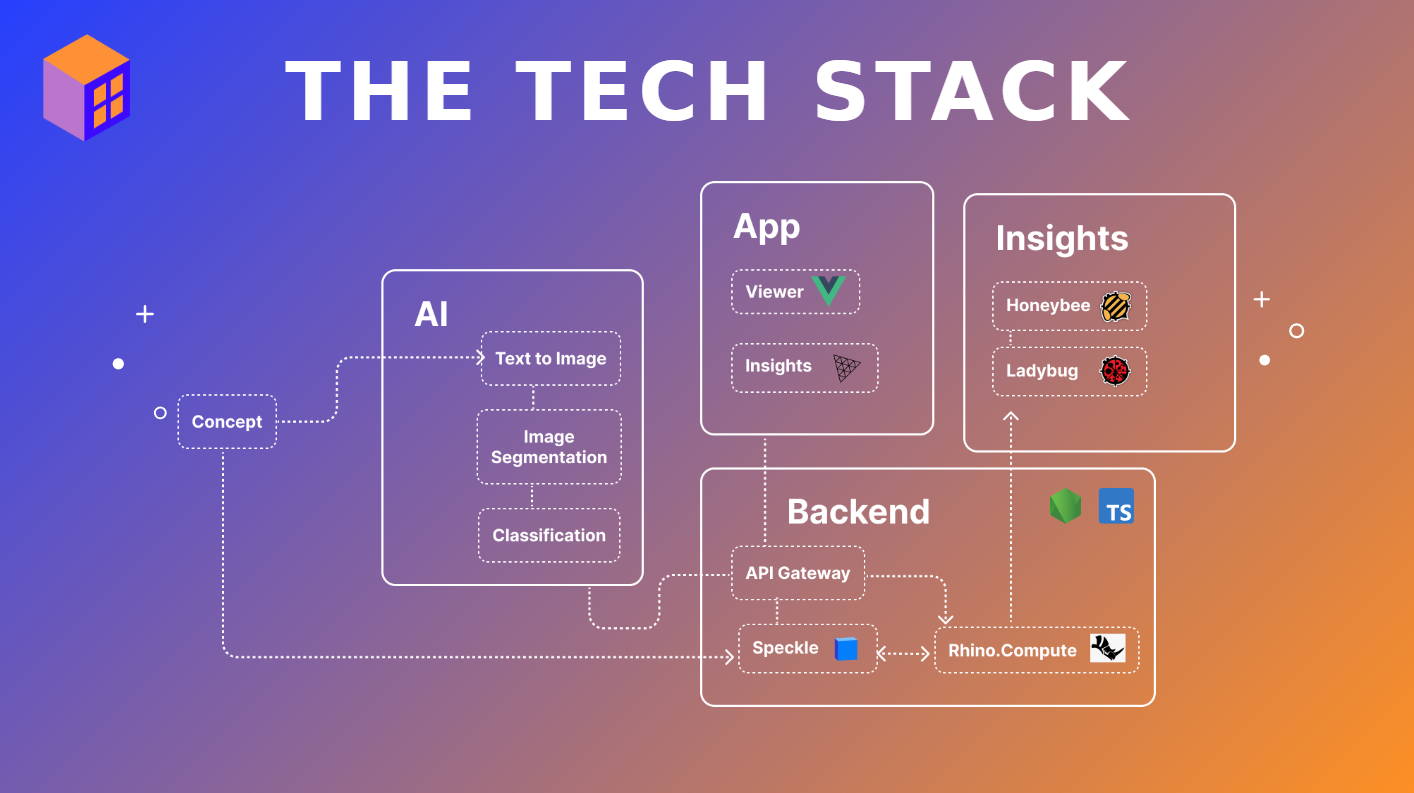 THE TECH STACK
Concept
AI
Text to Image
Image
Segmentation
Classification
App
Viewer
Insights
Insights
Honeybee
Ladybug
Backend
TS
API Gateway
Speckle
Rhino.Compute